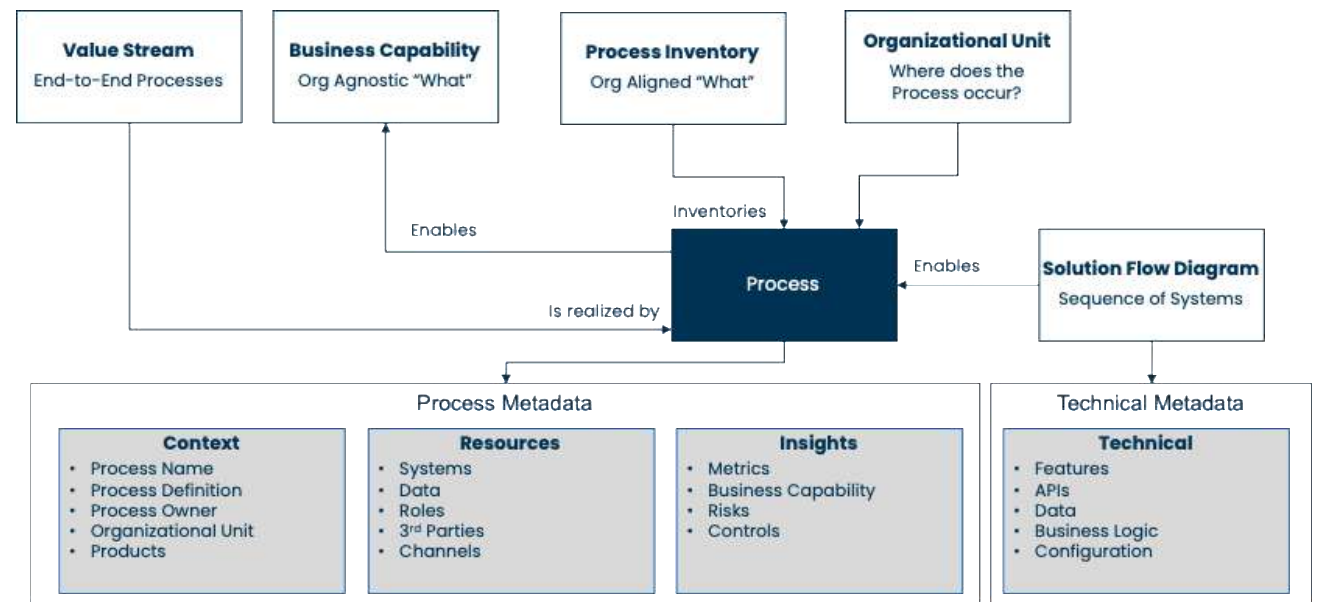 Value Stream
End-to-End Processes
Business Capability
Org Agnostic “What”
Process Inventory
Org Aligned “What”
Organizational Unit
Where does the
Process occur?
Inventories
Enables
Process
Enables
Solution Flow Diagram
Sequence of Systems
Is realized by
Process Metadata
Context
• Process Name
• Process Definition
• Process Owner
• Organizational Unit
• Products
Resources
• Systems
• Data
• Roles
• 3rd Parties
• Channels
Insights
• Metrics
• Business Capability
• Risks
• Controls
Technical Metadata
Technical
• Features
• APIs
• Data
• Business Logic
• Configuration